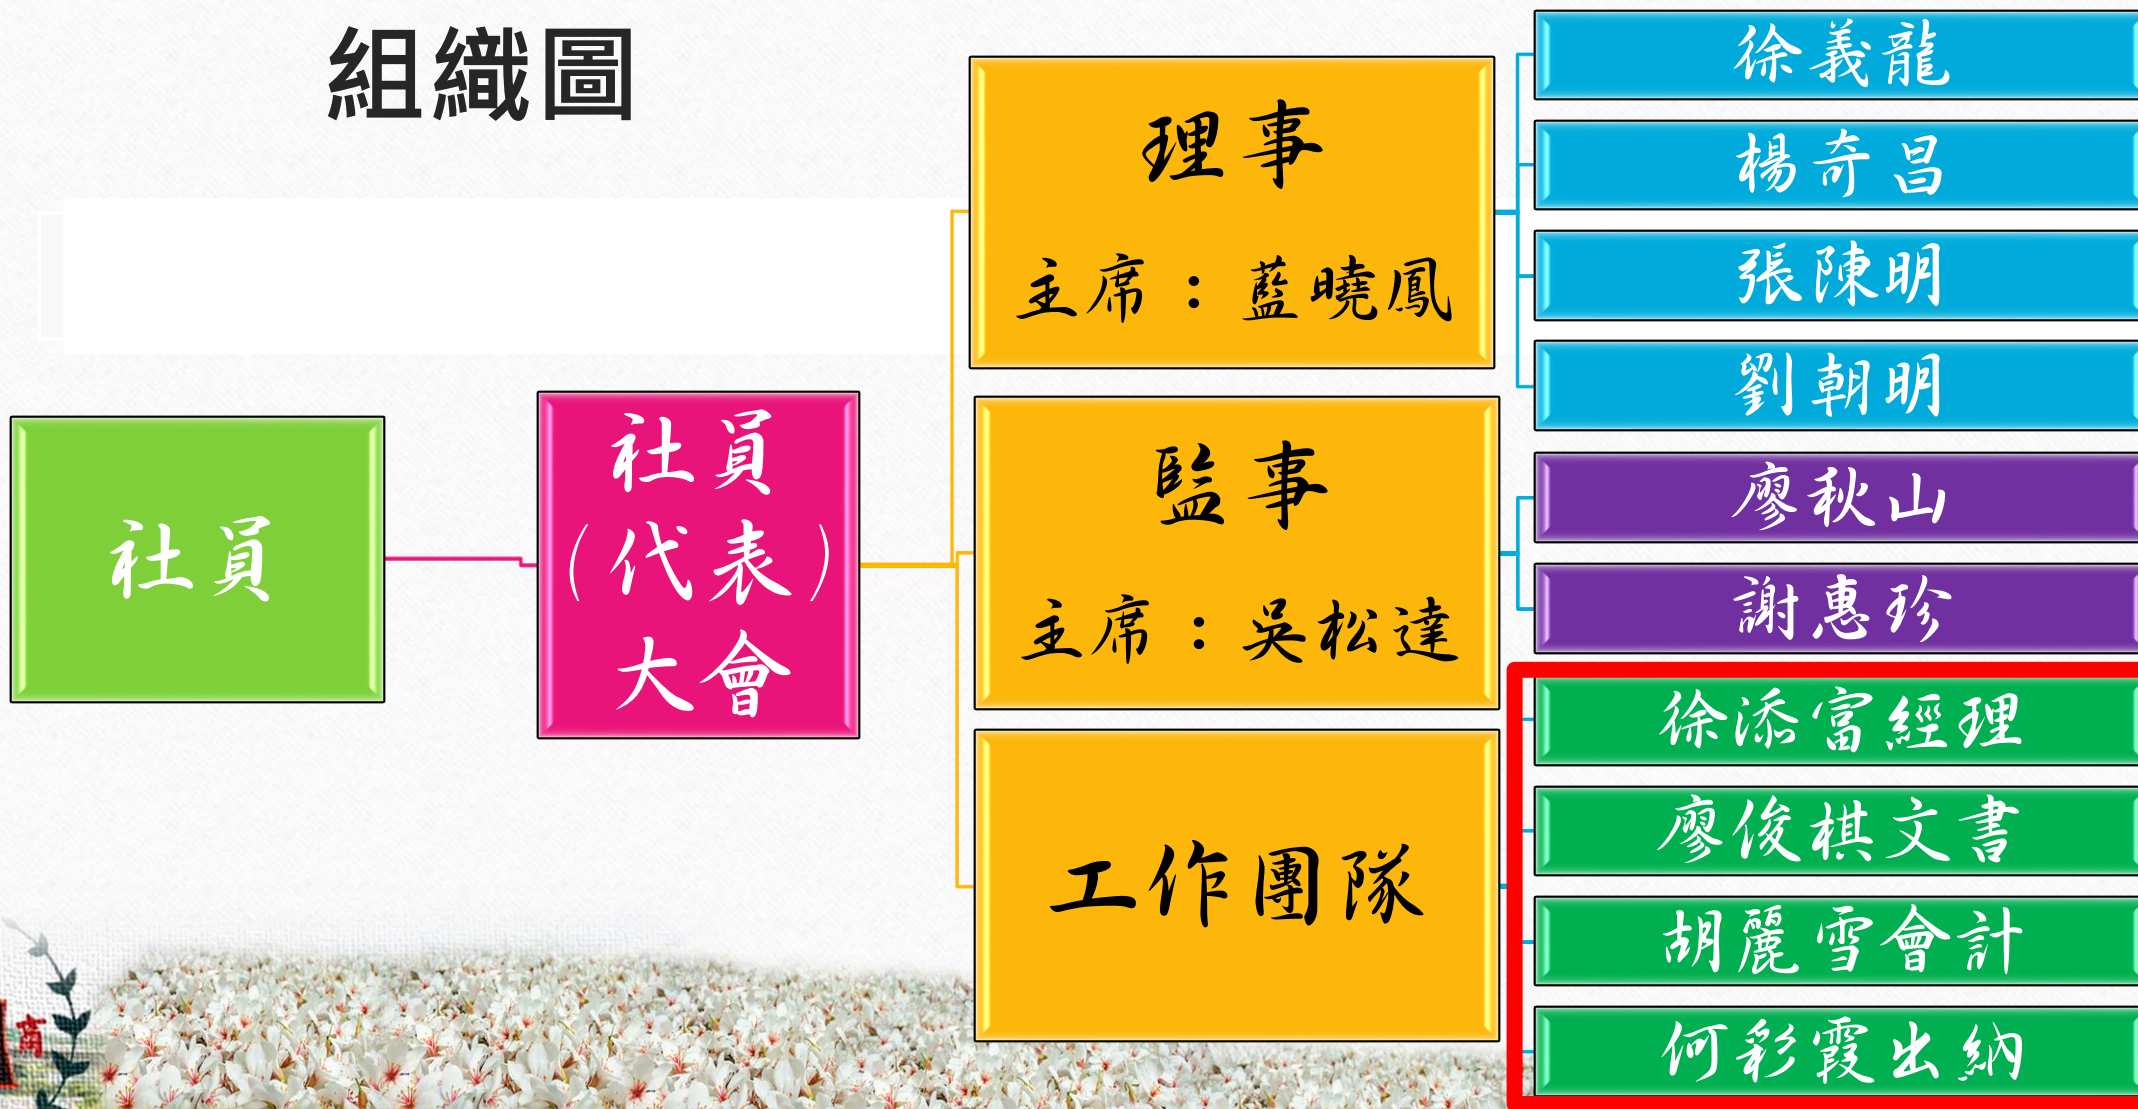 組織圖
社員
社員
（代表）
大會
理事
主席：藍曉鳳
監事
主席：吳松達
工作團隊
徐義龍
楊奇昌
張陳明
劉朝明
廖秋山
謝惠珍
徐添富經理
廖俊棋文書
胡麗雪會計
何彩霞出納